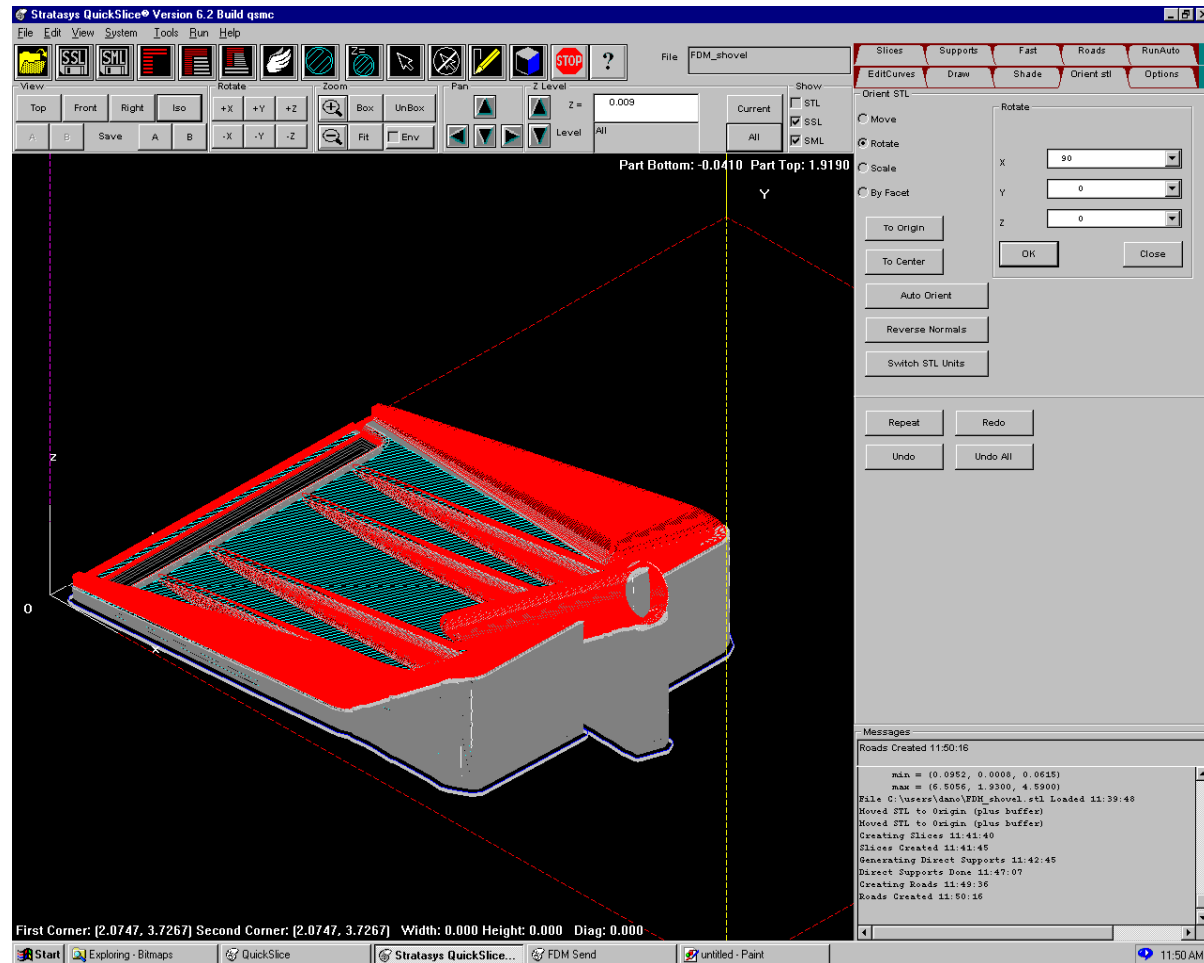 Stratasys QuickSlice® Version 6.2 Build qsmc
File Edit View System Tools Run Help
SSL SML Z= STOP ? File FDM_shovel
View Rotate Zoom Pan Z Level Show
Top Front Right Iso +X +Y +Z Box UnBox Z = 0.009 Current STL
SSL
A B Save A B -X -Y -Z Fit Env Level All All SML
Slices Supports Fast Roads RunAuto
EditCurves Draw Shade Orient stl Options
Orient STL
Move
Rotate
Scale
By Facet
Rotate
X 90
Y 0
Z 0
OK Close
To Origin
To Center
Auto Orient
Reverse Normals
Switch STL Units
Repeat Redo
Undo Undo All
Part Bottom: -0.0410 Part Top: 1.9190
Y
z
0
x
Messages
Roads Created 11:50:16
min = (0.0952, 0.0008, 0.0615)
max = (6.5056, 1.9300, 4.5900)
File C:\users\dano\FDM_shovel.stl Loaded 11:39:48
Moved STL to Origin (plus buffer)
Moved STL to Origin (plus buffer)
Creating Slices 11:41:40
Slices Created 11:41:45
Generating Direct Supports 11:42:45
Direct Supports Done 11:47:07
Creating Roads 11:49:36
Roads Created 11:50:16
First Corner: (2.0747, 3.7267) Second Corner: (2.0747, 3.7267) Width: 0.000 Height: 0.000 Diag: 0.000
Start Exploring - Bitmaps QuickSlice Stratasys QuickSlice... FDM Send untitled - Paint 11:50 AM